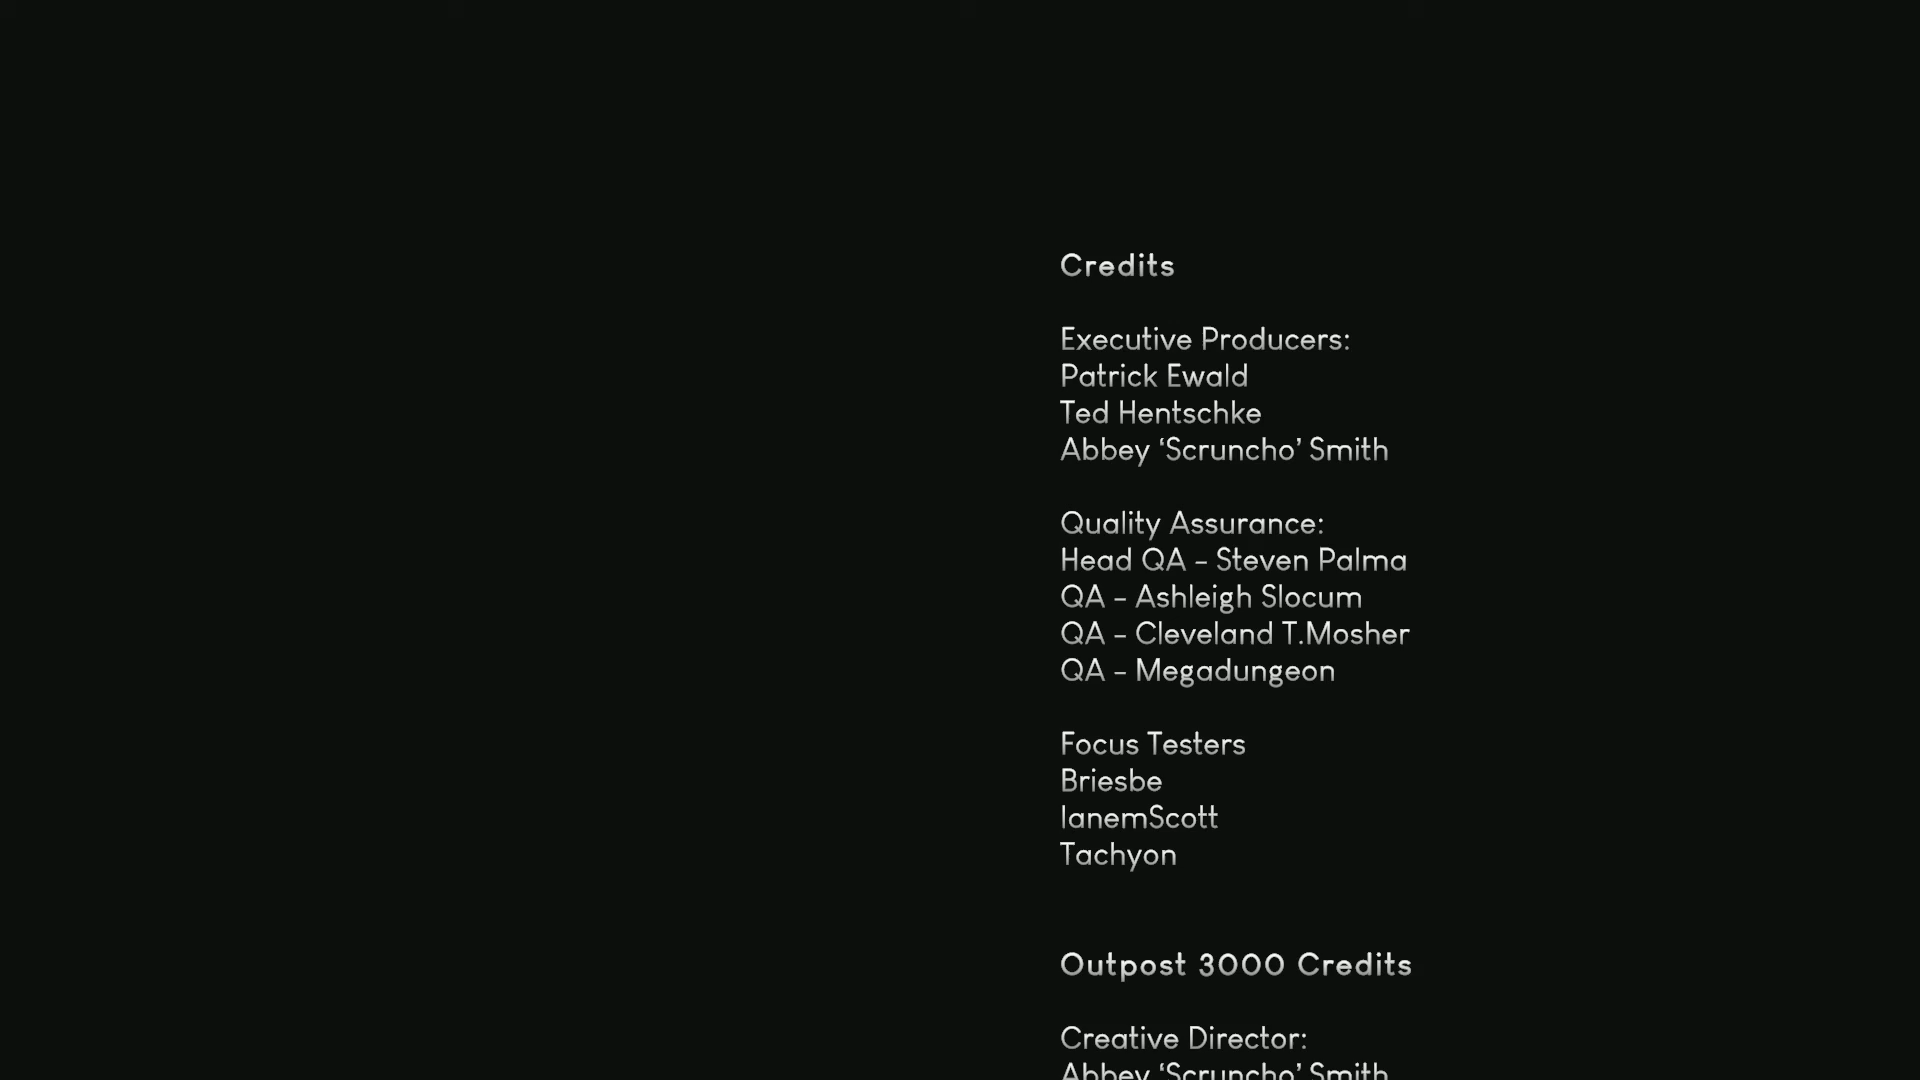 Credits
Executive Producers:
Patrick Ewald
Ted Hentschke
Abbey ‘Scruncho’ Smith
Quality Assurance:
Head QA - Steven Palma
QA - Ashleigh Slocum
QA - Cleveland T.Mosher
QA - Megadungeon
Focus Testers
Briesbe
IanemScott
Tachyon
Outpost 3000 Credits
Creative Director:
Abbey ‘Scruncho’ Smith